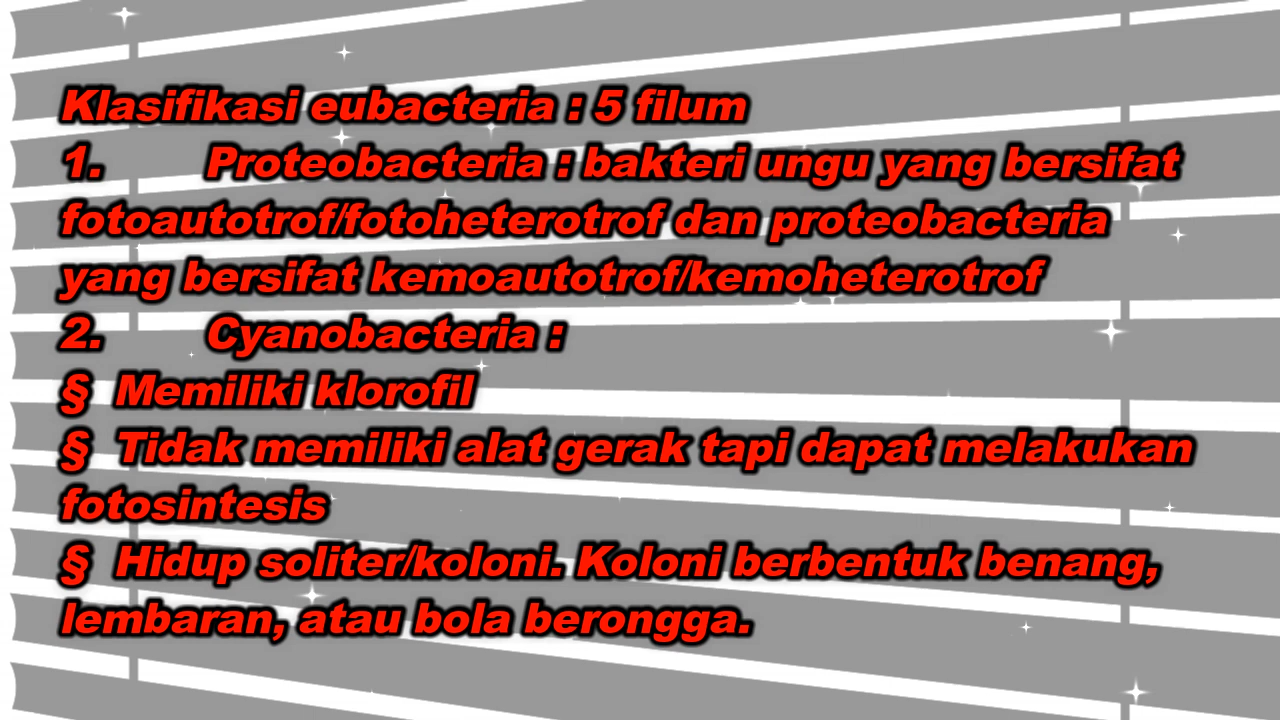 Klasifikasi eubacteria : 5 filum
1. Proteobacteria : bakteri ungu yang bersifat
fotoautotrof/fotoheterotrof dan proteobacteria
yang bersifat kemoautotrof/kemoheterotrof
2. Cyanobacteria :
§ Memiliki klorofil
§ Tidak memiliki alat gerak tapi dapat melakukan
fotosintesis
§ Hidup soliter/koloni. Koloni berbentuk benang,
lembaran, atau bola berongga.